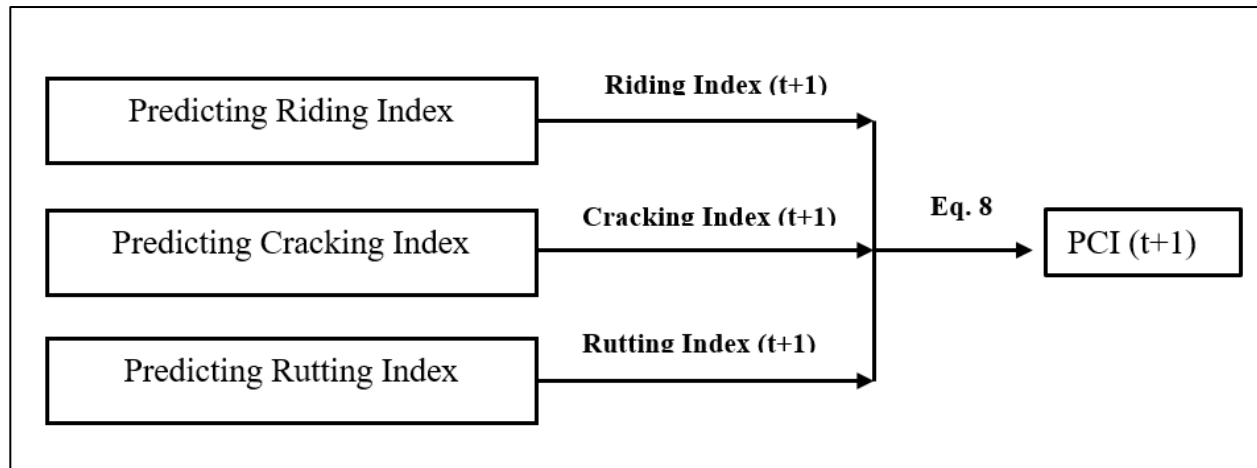 Predicting Riding Index
Riding Index (t+1)
Predicting Cracking Index
Cracking Index (t+1)
Eq. 8
PCI (t+1)
Predicting Rutting Index
Rutting Index (t+1)